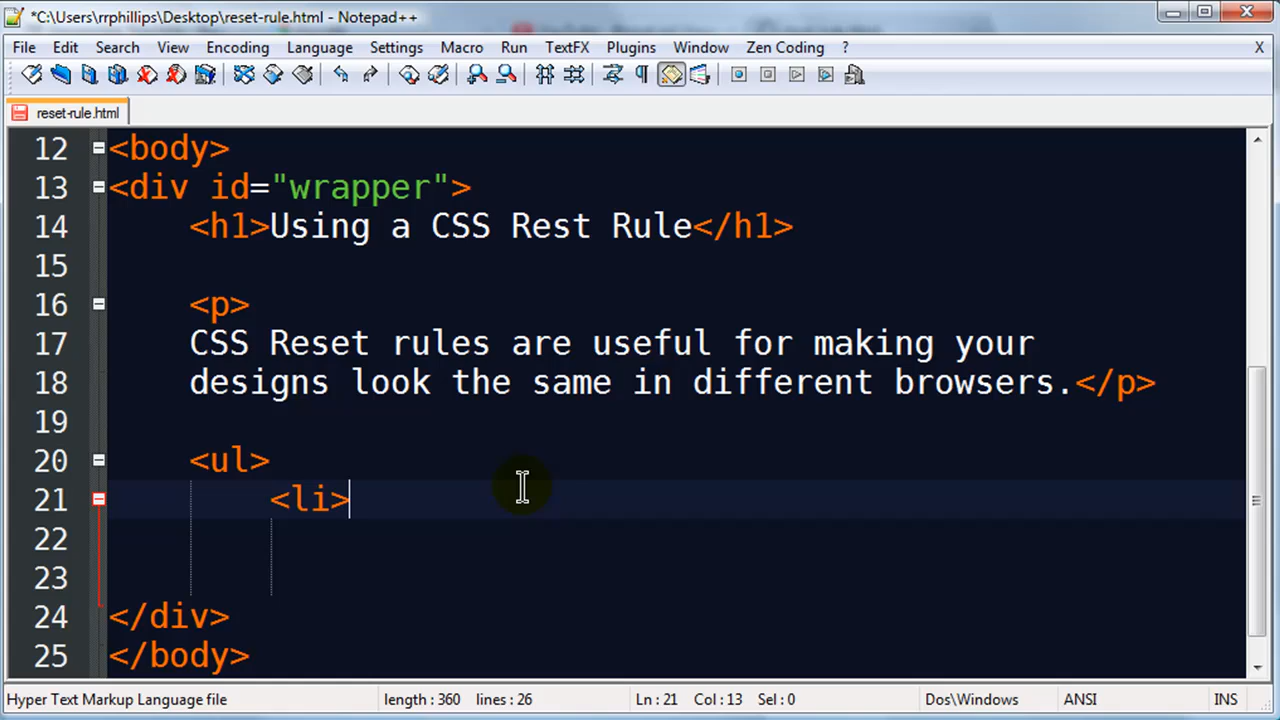 *C:\Users\rrphillips\Desktop\reset-rule.html - Notepad++
File Edit Search View Encoding Language Settings Macro Run TextFX Plugins Window Zen Coding ? X
reset-rule.html
12 <body>
13 <div id="wrapper">
14 <h1>Using a CSS Rest Rule</h1>
15
16 <p>
17 CSS Reset rules are useful for making your
18 designs look the same in different browsers.</p>
19
20 <ul>
21 <li>
22
23
24 </div>
25 </body>
Hyper Text Markup Language file length : 360 lines : 26 Ln : 21 Col : 13 Sel : 0 Dos\Windows ANSI INS